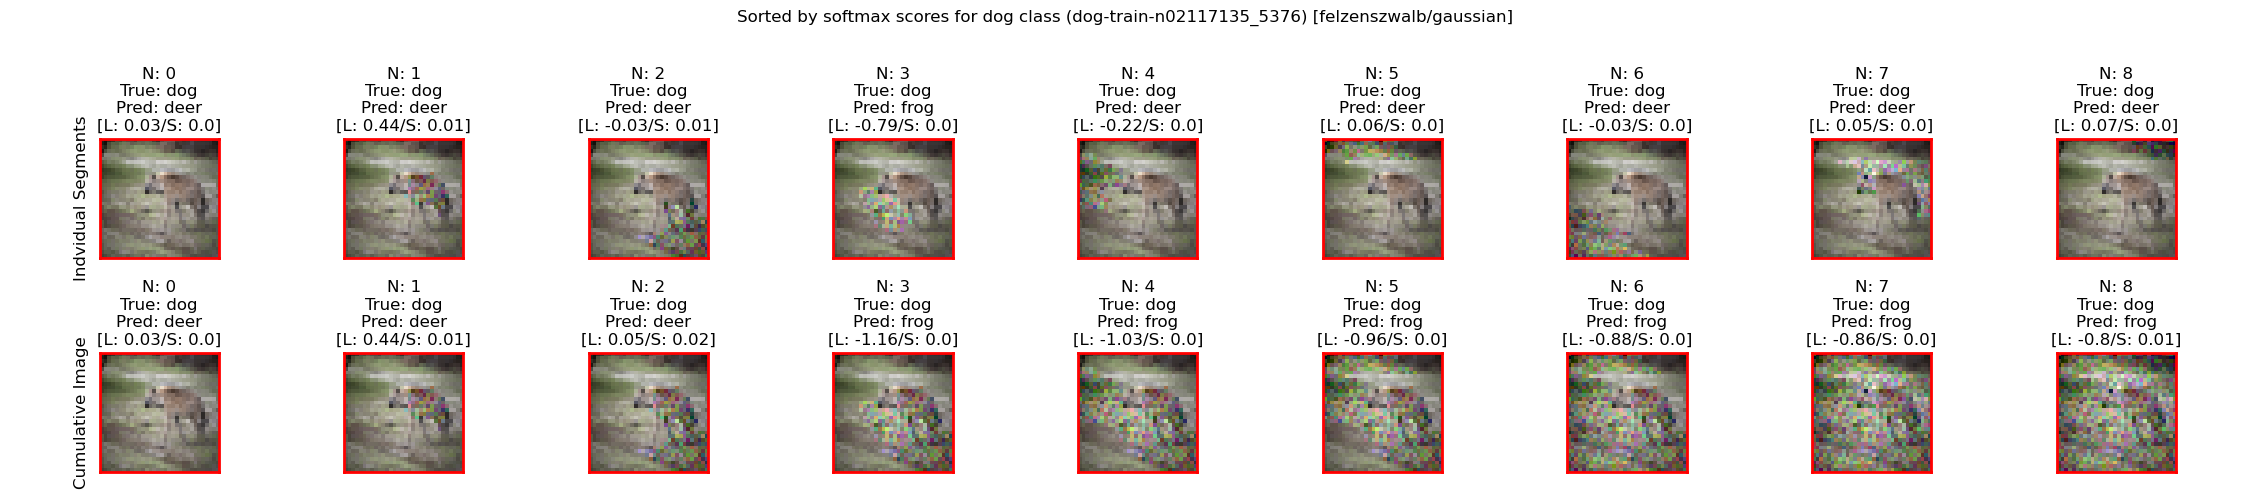 Sorted by softmax scores for dog class (dog-train-n02117135_5376) [felzenszwalb/gaussian]
Indvidual Segments
N: 0
True: dog
Pred: deer
[L: 0.03/S: 0.0]
N: 1
True: dog
Pred: deer
[L: 0.44/S: 0.01]
N: 2
True: dog
Pred: deer
[L: -0.03/S: 0.01]
N: 3
True: dog
Pred: frog
[L: -0.79/S: 0.0]
N: 4
True: dog
Pred: deer
[L: -0.22/S: 0.0]
N: 5
True: dog
Pred: deer
[L: 0.06/S: 0.0]
N: 6
True: dog
Pred: deer
[L: -0.03/S: 0.0]
N: 7
True: dog
Pred: deer
[L: 0.05/S: 0.0]
N: 8
True: dog
Pred: deer
[L: 0.07/S: 0.0]
Cumulative Image
N: 0
True: dog
Pred: deer
[L: 0.03/S: 0.0]
N: 1
True: dog
Pred: deer
[L: 0.44/S: 0.01]
N: 2
True: dog
Pred: deer
[L: 0.05/S: 0.02]
N: 3
True: dog
Pred: frog
[L: -1.16/S: 0.0]
N: 4
True: dog
Pred: frog
[L: -1.03/S: 0.0]
N: 5
True: dog
Pred: frog
[L: -0.96/S: 0.0]
N: 6
True: dog
Pred: frog
[L: -0.88/S: 0.0]
N: 7
True: dog
Pred: frog
[L: -0.86/S: 0.0]
N: 8
True: dog
Pred: frog
[L: -0.8/S: 0.01]